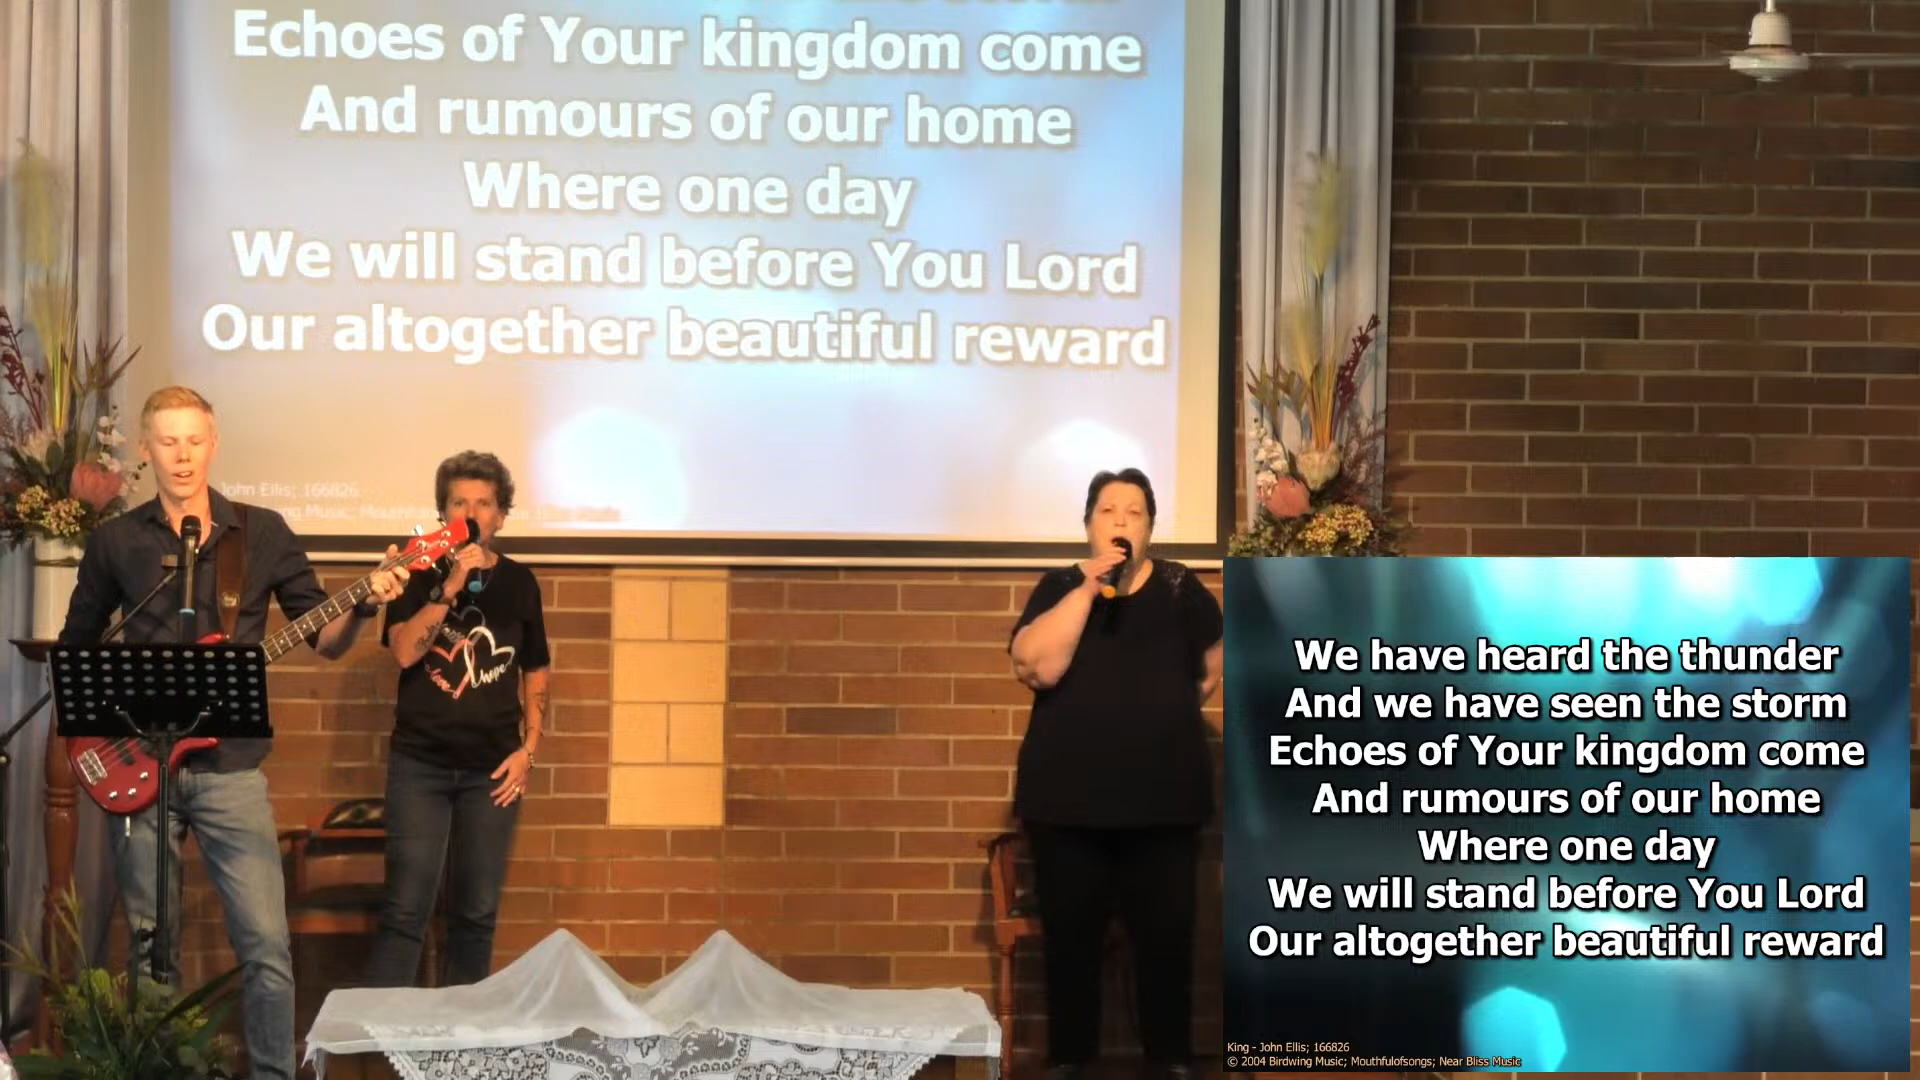 Echoes of Your kingdom come
And rumours of our home
Where one day
We will stand before You Lord
Our altogether beautiful reward
John Ellis; 166826
Music;
love
hope
We have heard the thunder
And we have seen the storm
Echoes of Your kingdom come
And rumours of our home
Where one day
We will stand before You Lord
Our altogether beautiful reward
King - John Ellis; 166826
© 2004 Birdwing Music; Mouthfulofsongs; Near Bliss Music